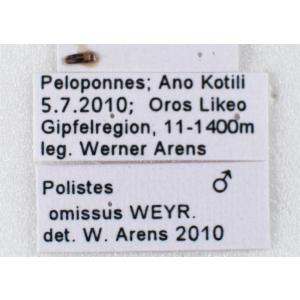 Peloponnes; Ano Kotili
5.7.2010; Oros Likeo
Gipfelregion, 11-1400m
leg. Werner Arens
Polistes ♂
omissus WEYR.
det. W. Arens 2010